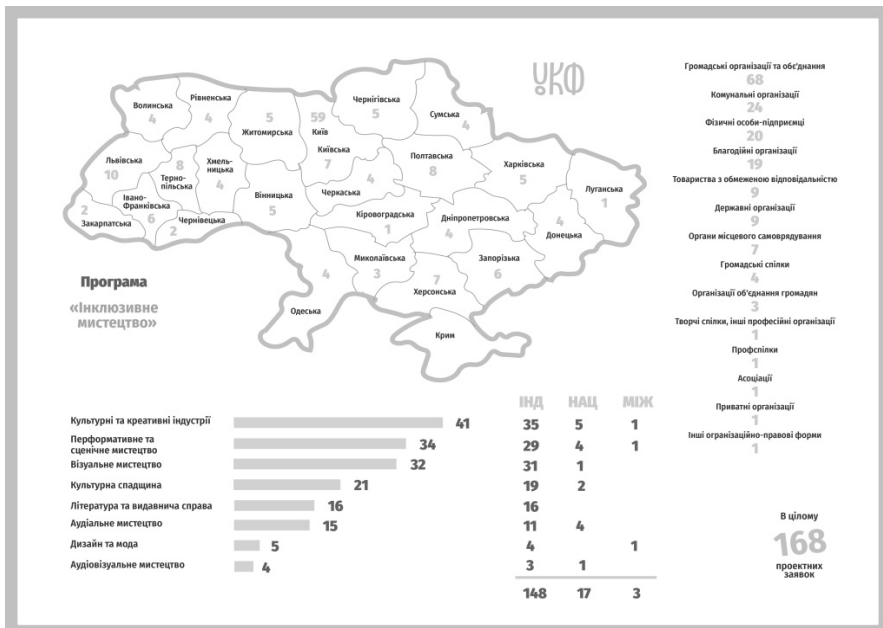 УКФ
Волинська
4
Рівненська
4
5
Житомирська
59
Київ
Київська
7
Чернігівська
5
Сумська
4
Львівська
10
8
Терно-
пільська
Хмель-
ницька
4
Вінницька
5
4
Черкаська
Полтавська
8
Харківська
5
Луганська
1
Івано-
Франківська
6
2
Закарпатська
Чернівецька
2
Кіровоградська
1
Дніпропетровська
4
4
Донецька
4
Одеська
Миколаївська
3
7
Херсонська
Запорізька
6
Крим
Програма
«Інклюзивне
мистецтво»
Громадські організації та обє'днання
68
Комунальні організації
24
Фізичні особи-підприємці
20
Благодійні організації
19
Товариства з обмеженою відповідальністю
9
Державні організації
9
Органи місцевого самоврядування
7
Громадські спілки
4
Організації об'єднання громадян
3
Творчі спілки, інші професійні організації
1
Профспілки
1
Асоціації
1
Приватні організації
1
Інші огранізаційно-правові форми
1
ІНД НАЦ МІЖ
Культурні та креативні індустрії 41 35 5 1
Перформативне та
сценічне мистецтво 34 29 4 1
Візуальне мистецтво 32 31 1
Культурна спадщина 21 19 2
Література та видавнича справа 16 16
Аудіальне мистецтво 15 11 4
Дизайн та мода 5 4 1
Аудіовізуальне мистецтво 4 3 1
148 17 3
В цілому
168
проектних
заявок